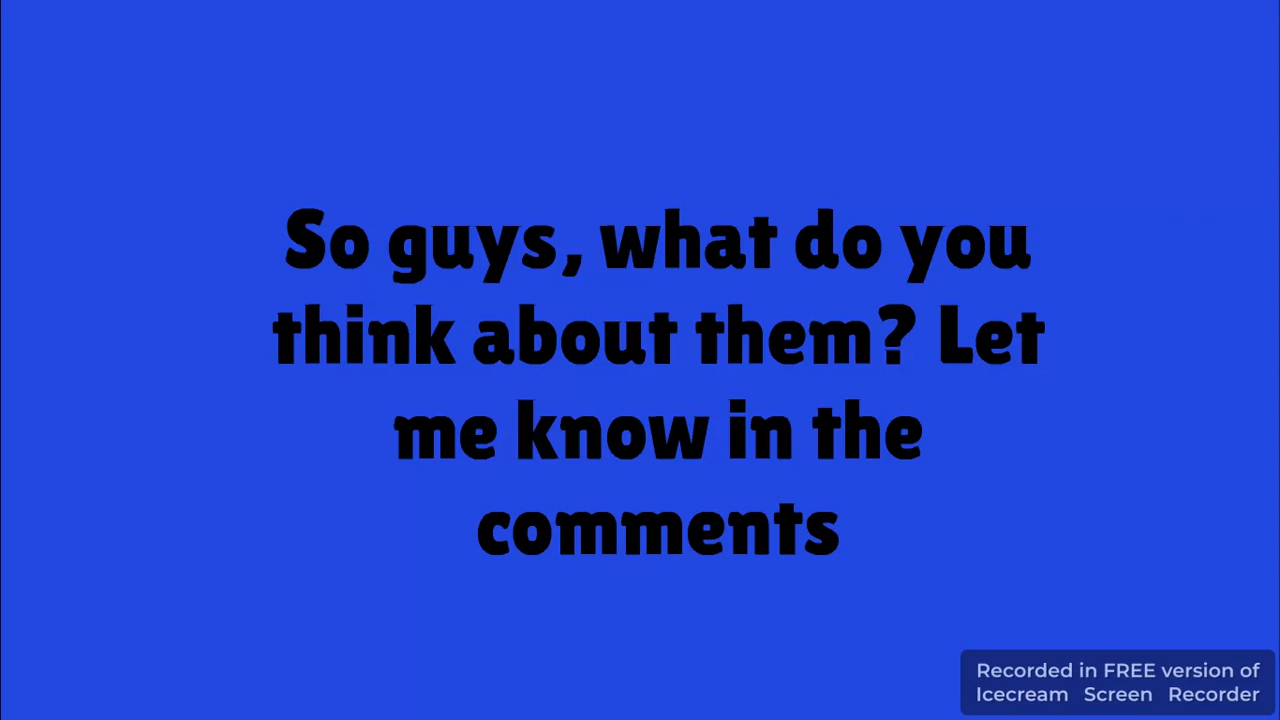 So guys, what do you
think about them? Let
me know in the
comments
Recorded in FREE version of
Icecream Screen Recorder